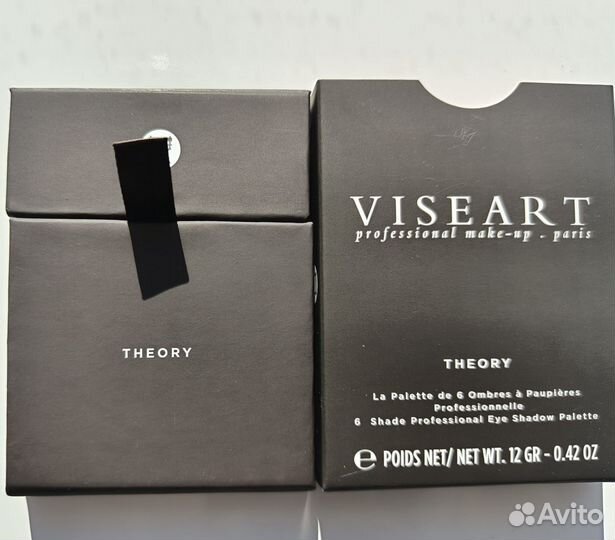 THEORY
VISEART
professional make-up . paris
THEORY
La Palette de 6 Ombres à Paupières
Professionnelle
6 Shade Professional Eye Shadow Palette
e POIDS NET/ NET WT. 12 GR - 0.42 OZ
Avito